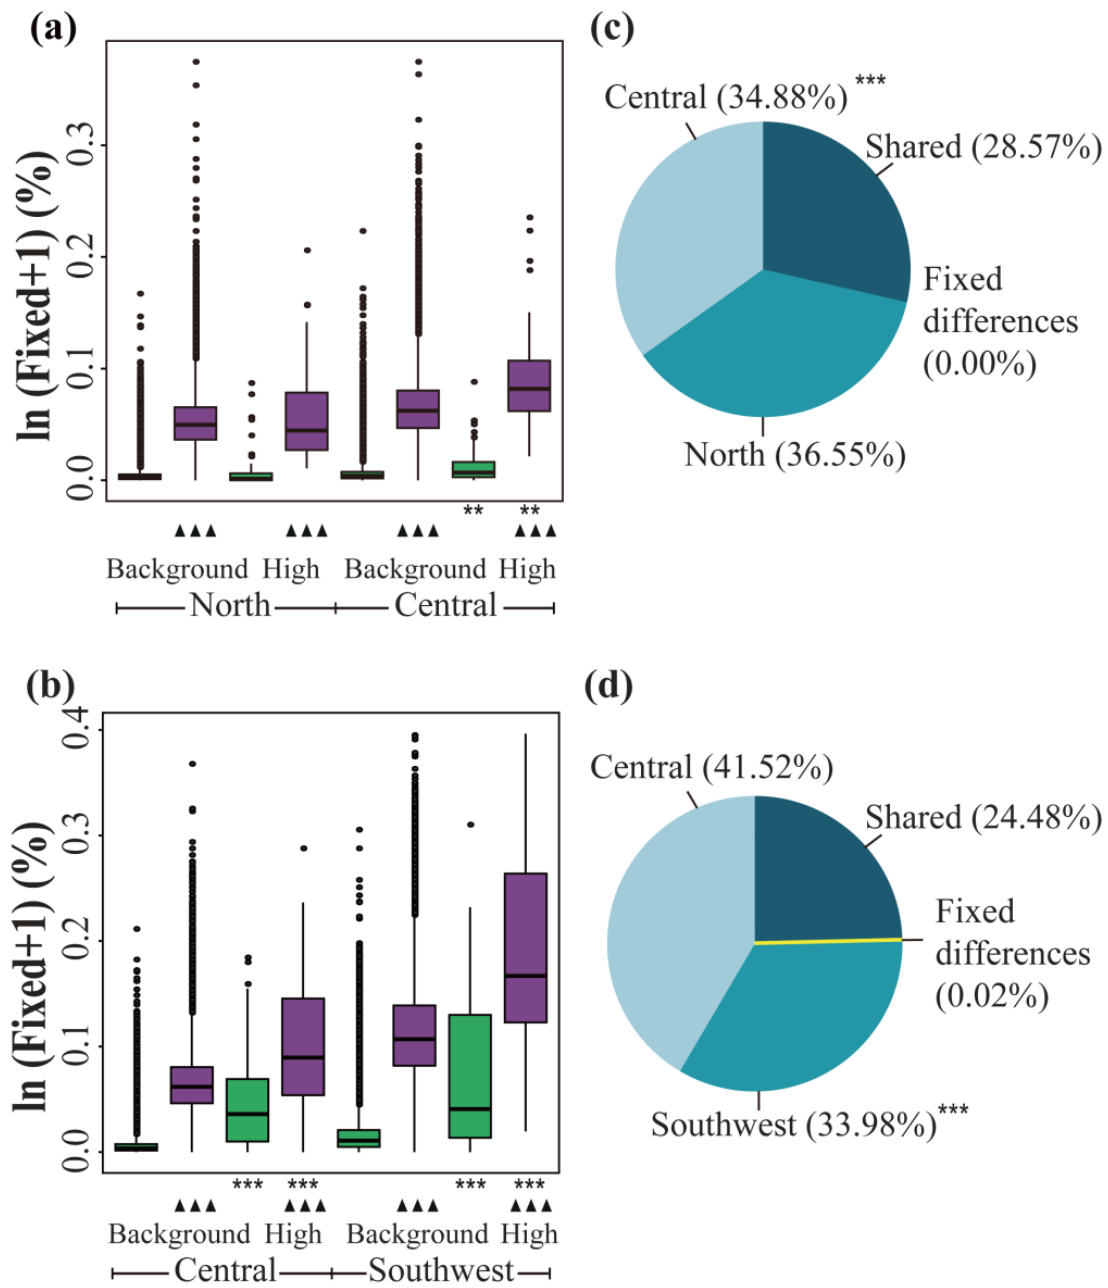 (a)
ln (Fixed+1) (%)
0.3
0.2
0.1
0.0
** **
▲▲▲ ▲▲▲ ▲▲▲ ▲▲▲
Background High Background High
North Central
(c)
Central (34.88%) ***
Shared (28.57%)
Fixed
differences
(0.00%)
North (36.55%)
(b)
ln (Fixed+1) (%)
0.4
0.3
0.2
0.1
0.0
*** *** *** ***
▲▲▲ ▲▲▲ ▲▲▲ ▲▲▲
Background High Background High
Central Southwest
(d)
Central (41.52%)
Shared (24.48%)
Fixed
differences
(0.02%)
Southwest (33.98%)***